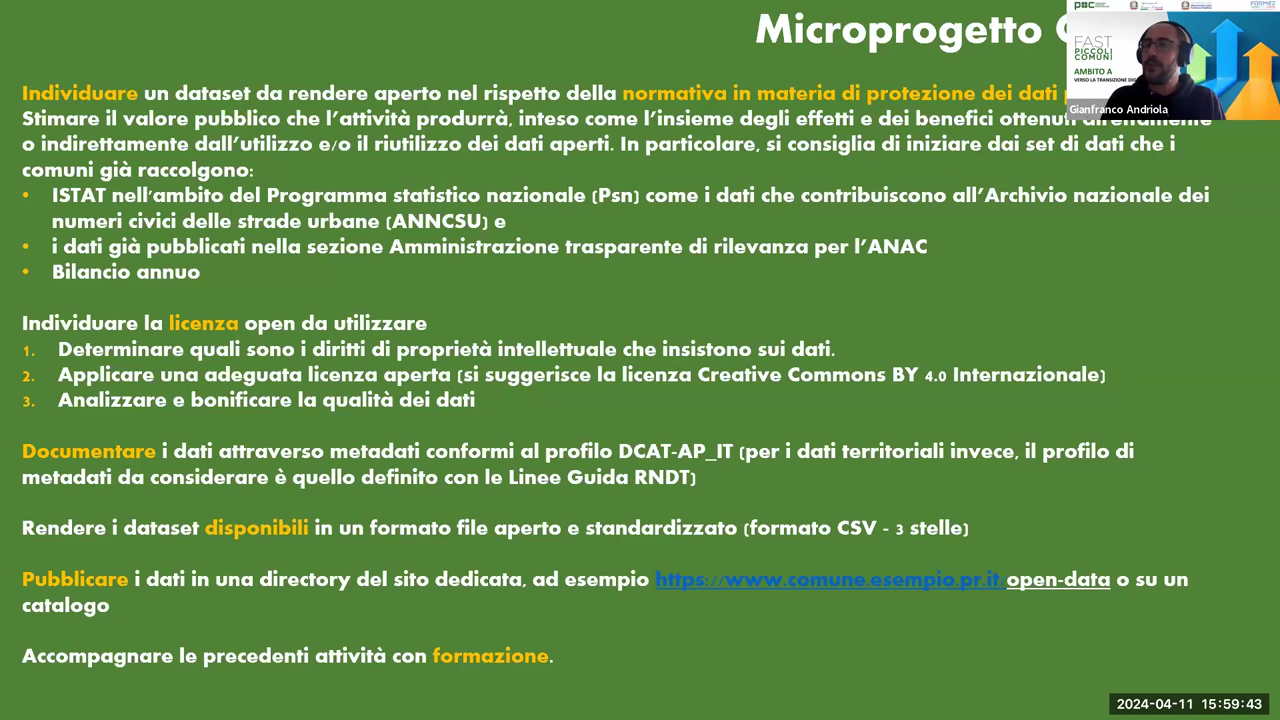 Microprogetto
FAST
PICCOLI
COMUNI
AMBITO A
VERSO LA TRANSIZIONE
Gianfranco Andriola
Individuare un dataset da rendere aperto nel rispetto della normativa in materia di protezione dei dati
Stimare il valore pubblico che l'attività produrrà, inteso come l'insieme degli effetti e dei benefici ottenuti direttamente
o indirettamente dall'utilizzo e/o il riutilizzo dei dati aperti. In particolare, si consiglia di iniziare dai set di dati che i
comuni già raccolgono:
• ISTAT nell'ambito del Programma statistico nazionale (Psn) come i dati che contribuiscono all'Archivio nazionale dei
numeri civici delle strade urbane (ANNCSU) e
• i dati già pubblicati nella sezione Amministrazione trasparente di rilevanza per l'ANAC
• Bilancio annuo
Individuare la licenza open da utilizzare
1. Determinare quali sono i diritti di proprietà intellettuale che insistono sui dati.
2. Applicare una adeguata licenza aperta (si suggerisce la licenza Creative Commons BY 4.0 Internazionale)
3. Analizzare e bonificare la qualità dei dati
Documentare i dati attraverso metadati conformi al profilo DCAT-AP_IT (per i dati territoriali invece, il profilo di
metadati da considerare è quello definito con le Linee Guida RNDT)
Rendere i dataset disponibili in un formato file aperto e standardizzato (formato CSV - 3 stelle)
Pubblicare i dati in una directory del sito dedicata, ad esempio https://www.comune.esempio.pr.it/open-data o su un
catalogo
Accompagnare le precedenti attività con formazione.
2024-04-11 15:59:43